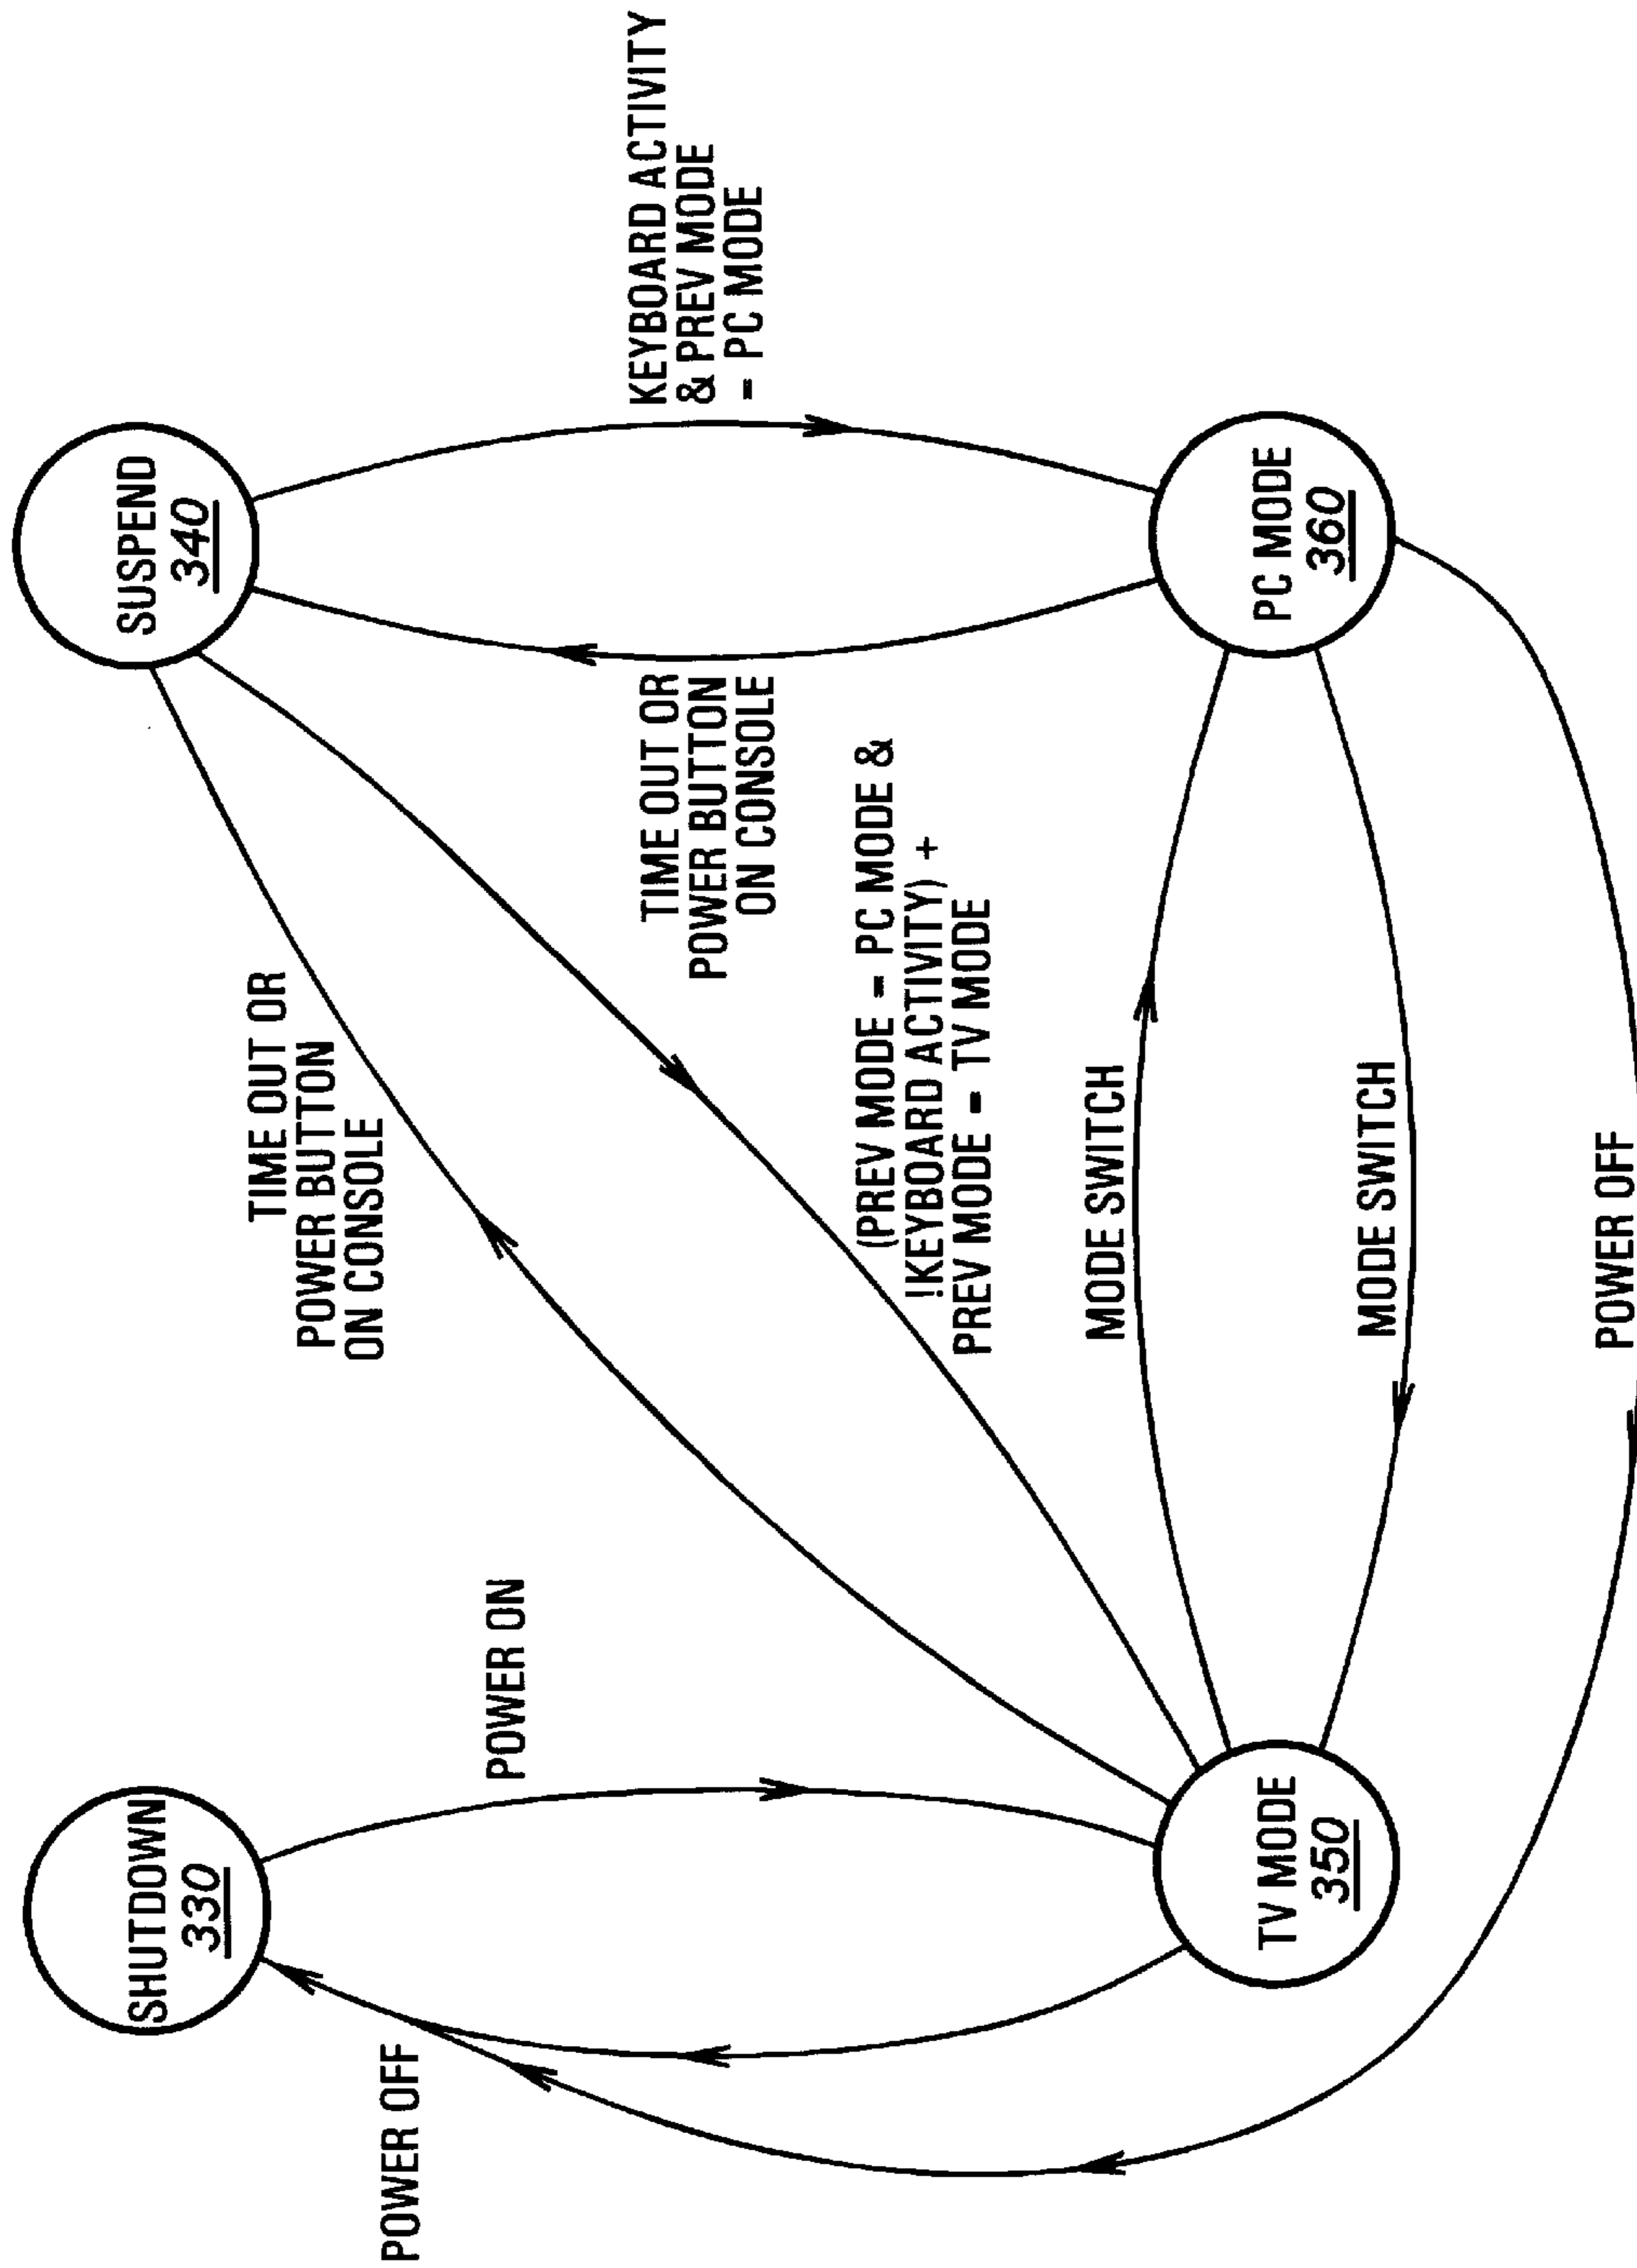 SHUTDOWN
330
SUSPEND
340
POWER OFF
POWER ON
TIME OUT OR
POWER BUTTON
ON CONSOLE
TIME OUT OR
POWER BUTTON
ON CONSOLE
KEYBOARD ACTIVITY
& PREV MODE
= PC MODE
(PREV MODE = PC MODE &
!KEYBOARD ACTIVITY) +
PREV MODE = TV MODE
MODE SWITCH
TV MODE
350
PC MODE
360
MODE SWITCH
POWER OFF